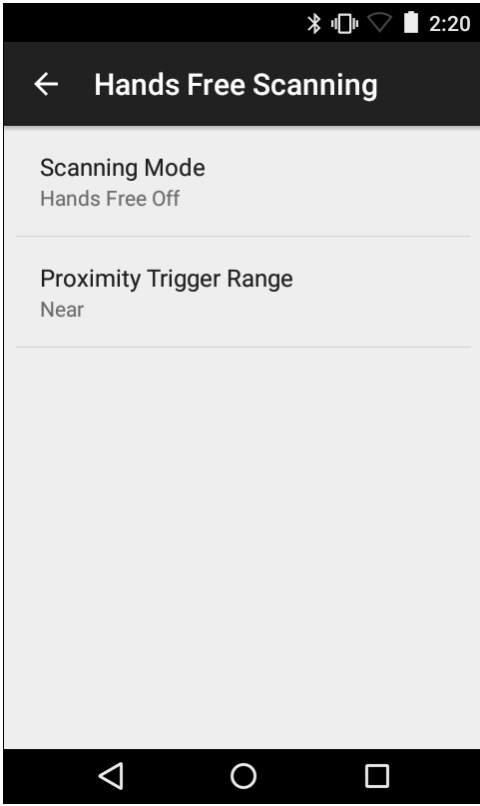 2:20
Hands Free Scanning
Scanning Mode
Hands Free Off
Proximity Trigger Range
Near